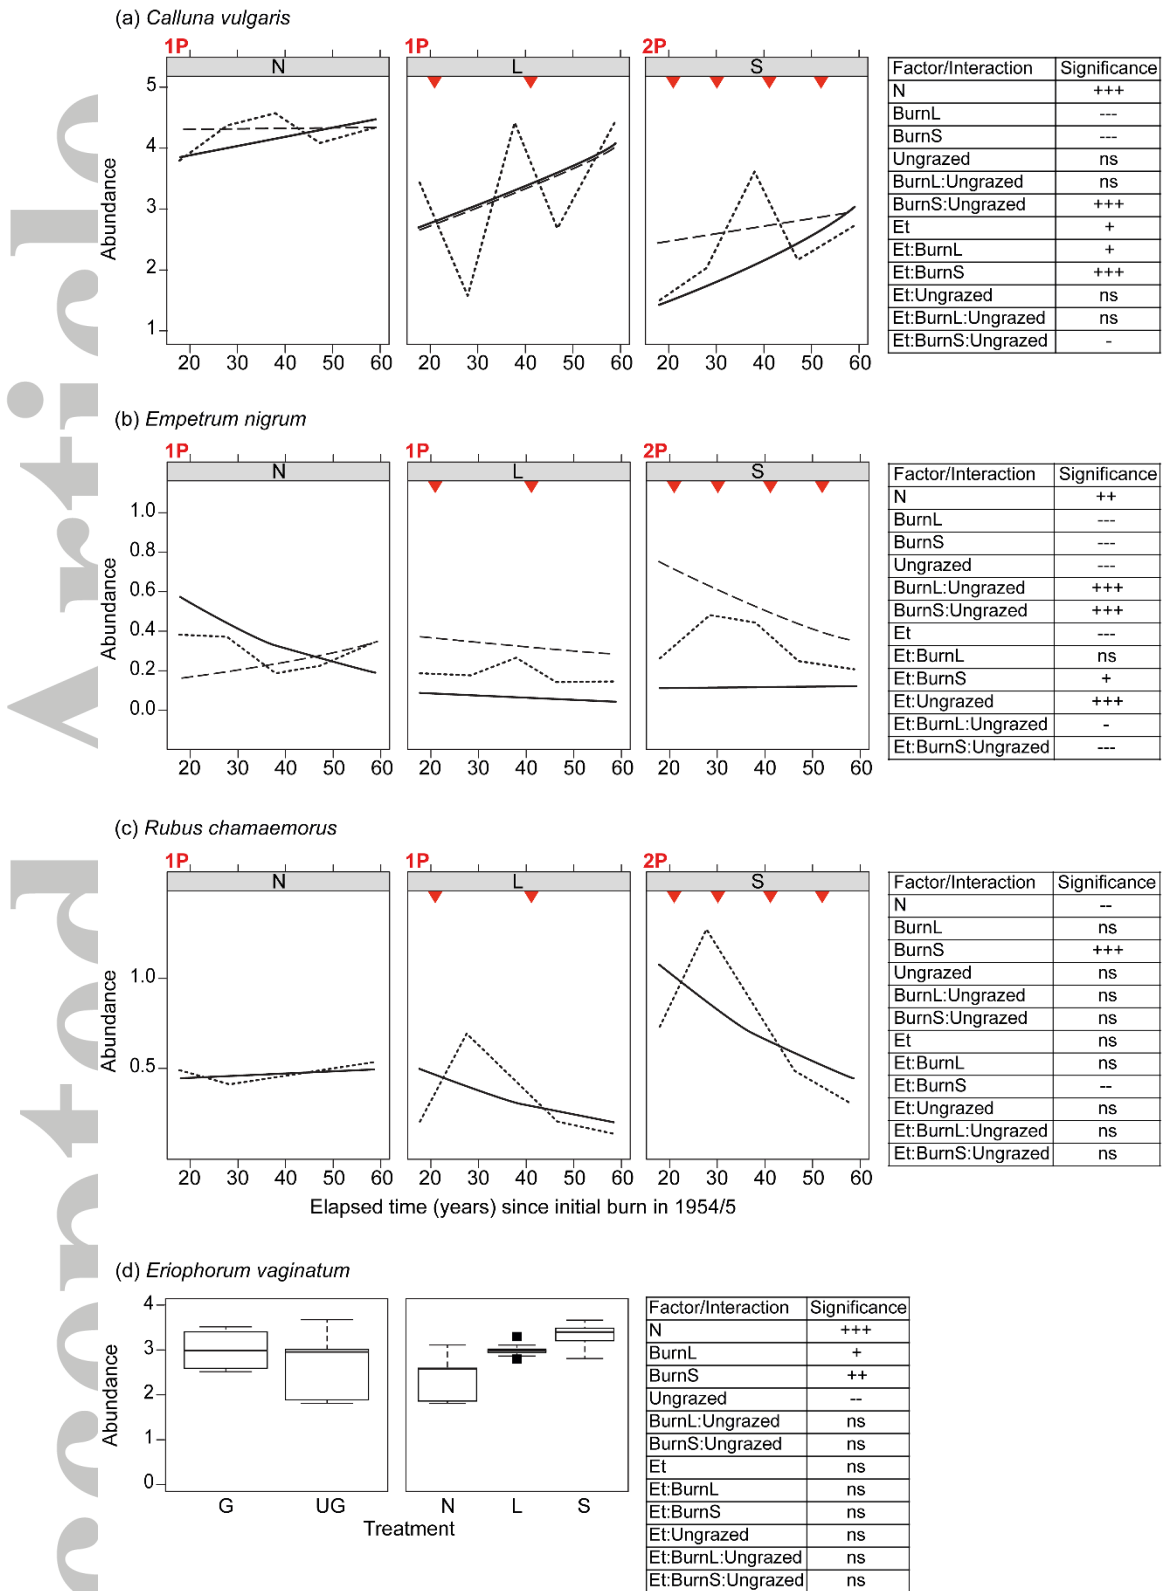 Accepted Article
(a) Calluna vulgaris
1P 1P 2P
N L S
Abundance
5
4
3
2
1
20 30 40 50 60 20 30 40 50 60 20 30 40 50 60
Factor/Interaction Significance
N +++
BurnL ---
BurnS ---
Ungrazed ns
BurnL:Ungrazed ns
BurnS:Ungrazed +++
Et +
Et:BurnL +
Et:BurnS +++
Et:Ungrazed ns
Et:BurnL:Ungrazed ns
Et:BurnS:Ungrazed -
(b) Empetrum nigrum
1P 1P 2P
N L S
Abundance
1.0
0.8
0.6
0.4
0.2
0.0
20 30 40 50 60 20 30 40 50 60 20 30 40 50 60
Factor/Interaction Significance
N ++
BurnL ---
BurnS ---
Ungrazed ---
BurnL:Ungrazed +++
BurnS:Ungrazed +++
Et ---
Et:BurnL ns
Et:BurnS +
Et:Ungrazed +++
Et:BurnL:Ungrazed -
Et:BurnS:Ungrazed ---
(c) Rubus chamaemorus
1P 1P 2P
N L S
Abundance
1.0
0.5
20 30 40 50 60 20 30 40 50 60 20 30 40 50 60
Elapsed time (years) since initial burn in 1954/5
Factor/Interaction Significance
N --
BurnL ns
BurnS +++
Ungrazed ns
BurnL:Ungrazed ns
BurnS:Ungrazed ns
Et ns
Et:BurnL ns
Et:BurnS --
Et:Ungrazed ns
Et:BurnL:Ungrazed ns
Et:BurnS:Ungrazed ns
(d) Eriophorum vaginatum
Abundance
4
3
2
1
0
G UG N L S
Treatment
Factor/Interaction Significance
N +++
BurnL +
BurnS ++
Ungrazed --
BurnL:Ungrazed ns
BurnS:Ungrazed ns
Et ns
Et:BurnL ns
Et:BurnS ns
Et:Ungrazed ns
Et:BurnL:Ungrazed ns
Et:BurnS:Ungrazed ns